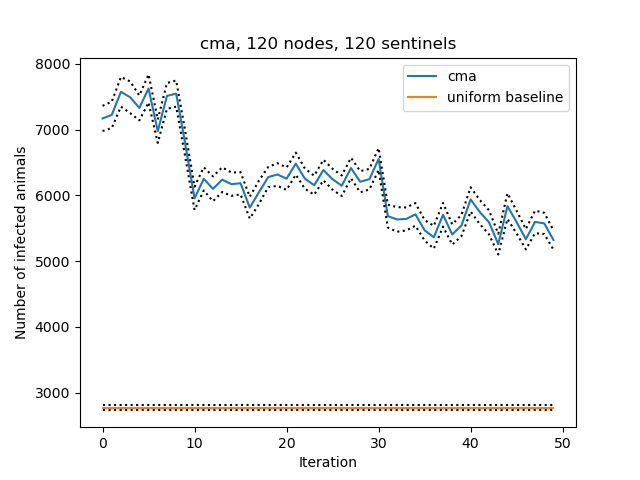 cma, 120 nodes, 120 sentinels
cma
uniform baseline
8000
7000
6000
5000
4000
3000
Number of infected animals
0 10 20 30 40 50
Iteration